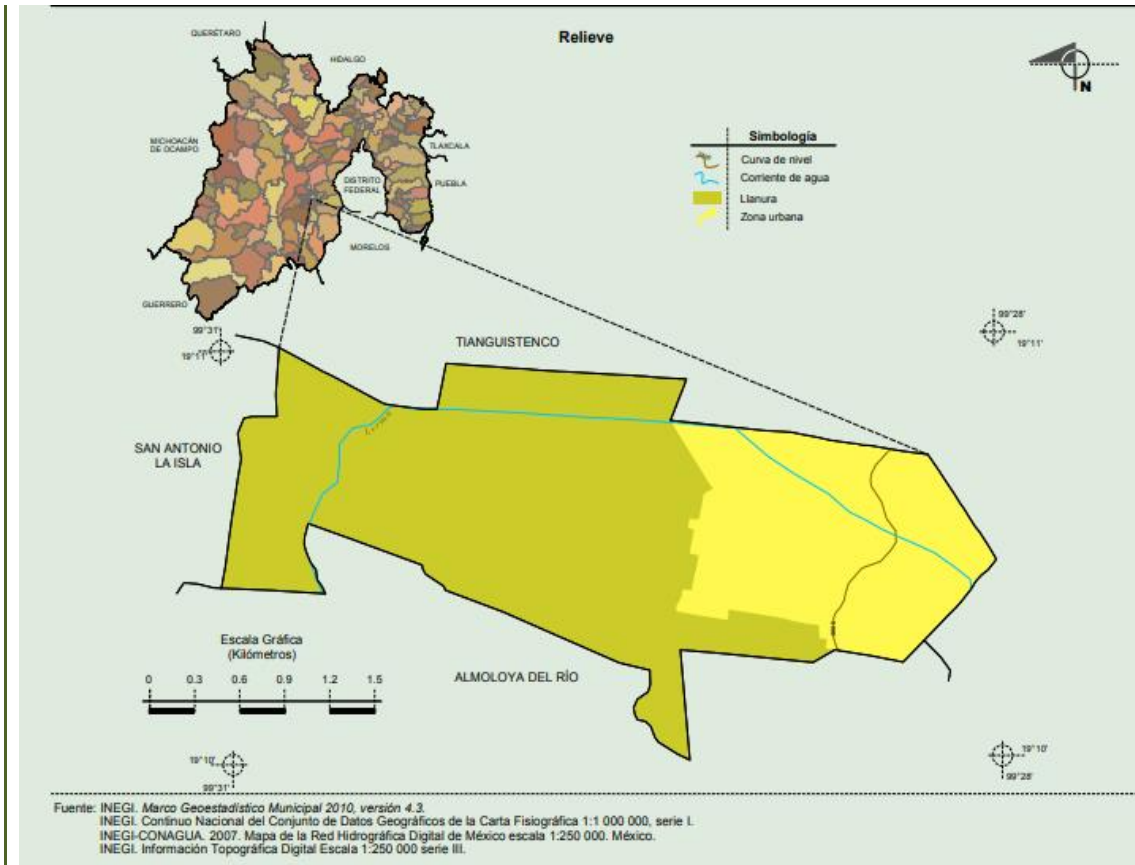 Relieve
N
QUERÉTARO
HIDALGO
MICHOACÁN
DE OCAMPO
TLAXCALA
DISTRITO
FEDERAL
PUEBLA
MORELOS
GUERRERO
Simbología
Curva de nivel
Corriente de agua
Llanura
Zona urbana
99°31'
19°11'
99°28'
19°11'
TIANGUISTENCO
SAN ANTONIO
LA ISLA
Lerma
ALMOLOYA DEL RÍO
Escala Gráfica
(Kilómetros)
0 0.3 0.6 0.9 1.2 1.5
19°10'
99°31'
19°10'
99°28'
Fuente: INEGI. Marco Geoestadístico Municipal 2010, versión 4.3.
INEGI. Continuo Nacional del Conjunto de Datos Geográficos de la Carta Fisiográfica 1:1 000 000, serie I.
INEGI-CONAGUA. 2007. Mapa de la Red Hidrográfica Digital de México escala 1:250 000. México.
INEGI. Información Topográfica Digital Escala 1:250 000 serie III.